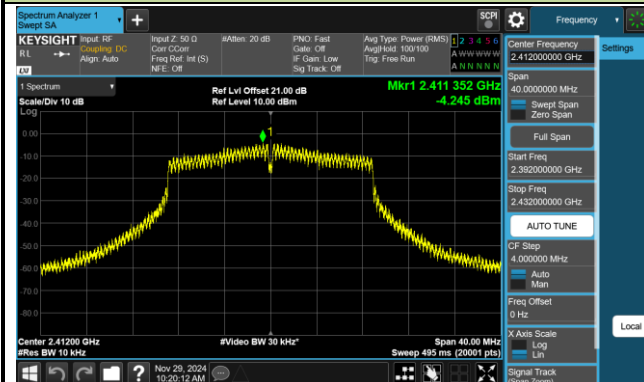 Spectrum Analyzer 1
Swept SA
SCPI
Frequency
KEYSIGHT
RL
LXI
Input: RF
Coupling: DC
Align: Auto
Input Z: 50 Ω
Corr CCorr
Freq Ref: Int (S)
NFE: Off
#Atten: 20 dB
PNO: Fast
Gate: Off
IF Gain: Low
Sig Track: Off
Avg Type: Power (RMS)
Avg|Hold: 100/100
Trig: Free Run
1 2 3 4 5 6
A W W W W W
A N N N N N
1 Spectrum
Scale/Div 10 dB
Log
Ref Lvl Offset 21.00 dB
Ref Level 10.00 dBm
Mkr1 2.411 352 GHz
-4.245 dBm
0.00
-10.0
-20.0
-30.0
-40.0
-50.0
-60.0
-70.0
-80.0
1
Center 2.41200 GHz
#Res BW 10 kHz
#Video BW 30 kHz*
Span 40.00 MHz
Sweep 495 ms (20001 pts)
Nov 29, 2024
10:20:12 AM
Center Frequency
2.412000000 GHz
Span
40.0000000 MHz
Swept Span
Zero Span
Full Span
Start Freq
2.392000000 GHz
Stop Freq
2.432000000 GHz
AUTO TUNE
CF Step
4.000000 MHz
Auto
Man
Freq Offset
0 Hz
X Axis Scale
Log
Lin
Signal Track
(Span Zoom)
Settings
Local